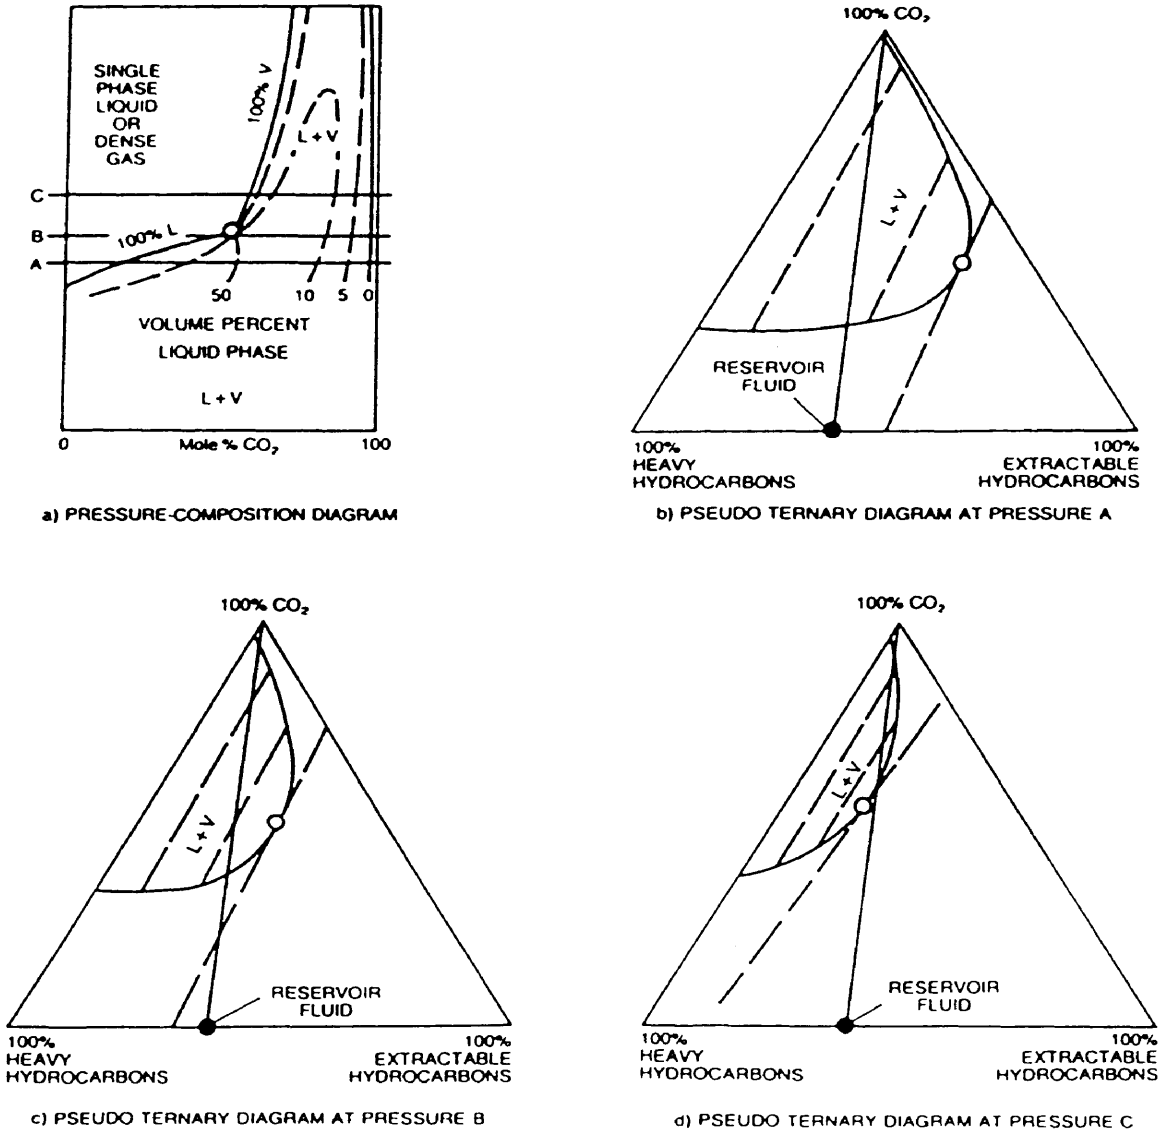 SINGLE
PHASE
LIQUID
OR
DENSE
GAS
100% V
L + V
C
B
A
100% L
50 10 5 0
VOLUME PERCENT
LIQUID PHASE
L + V
0 Mole % CO₂ 100
a) PRESSURE-COMPOSITION DIAGRAM
100% CO₂
L + V
RESERVOIR
FLUID
100%
HEAVY
HYDROCARBONS
100%
EXTRACTABLE
HYDROCARBONS
b) PSEUDO TERNARY DIAGRAM AT PRESSURE A
100% CO₂
L + V
RESERVOIR
FLUID
100%
HEAVY
HYDROCARBONS
100%
EXTRACTABLE
HYDROCARBONS
c) PSEUDO TERNARY DIAGRAM AT PRESSURE B
100% CO₂
L + V
RESERVOIR
FLUID
100%
HEAVY
HYDROCARBONS
100%
EXTRACTABLE
HYDROCARBONS
d) PSEUDO TERNARY DIAGRAM AT PRESSURE C